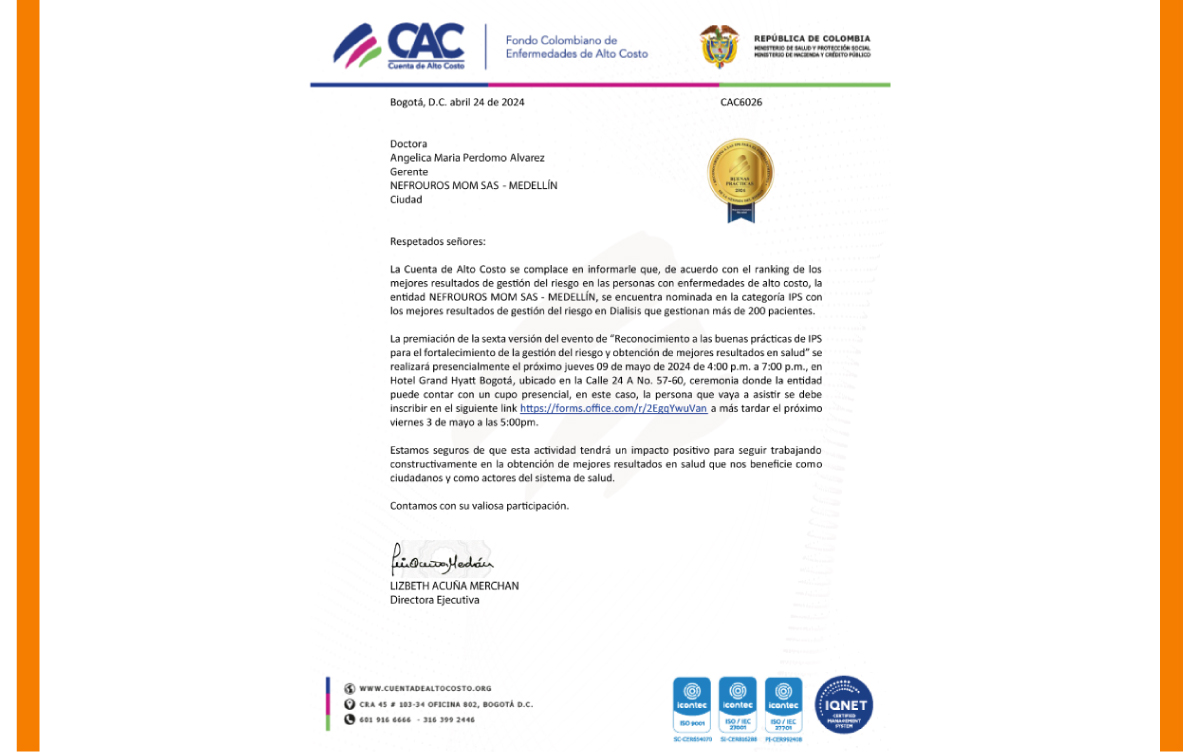 CAC
Cuenta de Alto Costo
Fondo Colombiano de
Enfermedades de Alto Costo
REPÚBLICA DE COLOMBIA
MINISTERIO DE SALUD Y PROTECCIÓN SOCIAL
MINISTERIO DE HACIENDA Y CRÉDITO PÚBLICO
Bogotá, D.C. abril 24 de 2024
CAC6026
Doctora
Angelica Maria Perdomo Alvarez
Gerente
NEFROUROS MOM SAS - MEDELLÍN
Ciudad
BUENAS
PRÁCTICAS
2024
Respetados señores:
La Cuenta de Alto Costo se complace en informarle que, de acuerdo con el ranking de los
mejores resultados de gestión del riesgo en las personas con enfermedades de alto costo, la
entidad NEFROUROS MOM SAS - MEDELLÍN, se encuentra nominada en la categoría IPS con
los mejores resultados de gestión del riesgo en Dialisis que gestionan más de 200 pacientes.
La premiación de la sexta versión del evento de “Reconocimiento a las buenas prácticas de IPS
para el fortalecimiento de la gestión del riesgo y obtención de mejores resultados en salud” se
realizará presencialmente el próximo jueves 09 de mayo de 2024 de 4:00 p.m. a 7:00 p.m., en
Hotel Grand Hyatt Bogotá, ubicado en la Calle 24 A No. 57-60, ceremonia donde la entidad
puede contar con un cupo presencial, en este caso, la persona que vaya a asistir se debe
inscribir en el siguiente link https://forms.office.com/r/2EgqYwuVan a más tardar el próximo
viernes 3 de mayo a las 5:00pm.
Estamos seguros de que esta actividad tendrá un impacto positivo para seguir trabajando
constructivamente en la obtención de mejores resultados en salud que nos beneficie como
ciudadanos y como actores del sistema de salud.
Contamos con su valiosa participación.
LIZBETH ACUÑA MERCHAN
Directora Ejecutiva
WWW.CUENTADEALTOCOSTO.ORG
CRA 45 # 103-34 OFICINA 802, BOGOTÁ D.C.
601 916 6666 - 316 399 2446
icontec
ISO 9001
SC-CER854070
icontec
ISO / IEC
27001
icontec
ISO / IEC
27701
IQNET
CERTIFIED
MANAGEMENT
SYSTEM